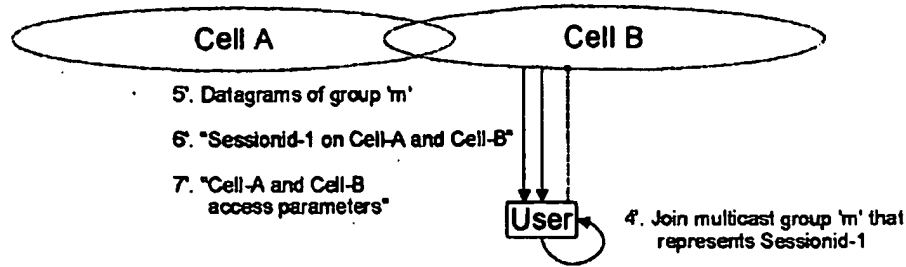 Cell A
Cell B
5'. Datagrams of group 'm'
6'. "Sessionid-1 on Cell-A and Cell-B"
7'. "Cell-A and Cell-B
access parameters"
User
4'. Join multicast group 'm' that
represents Sessionid-1